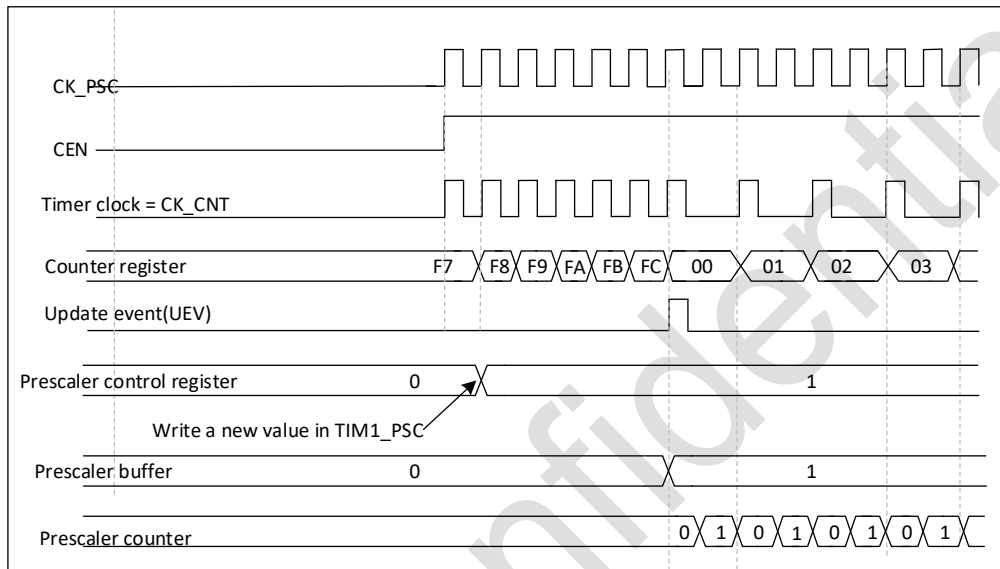 CK_PSC
CEN
Timer clock = CK_CNT
Counter register F7 F8 F9 FA FB FC 00 01 02 03
Update event(UEV)
Prescaler control register 0 1
Write a new value in TIM1_PSC
Prescaler buffer 0 1
Prescaler counter 0 1 0 1 0 1 0 1
nfidentia